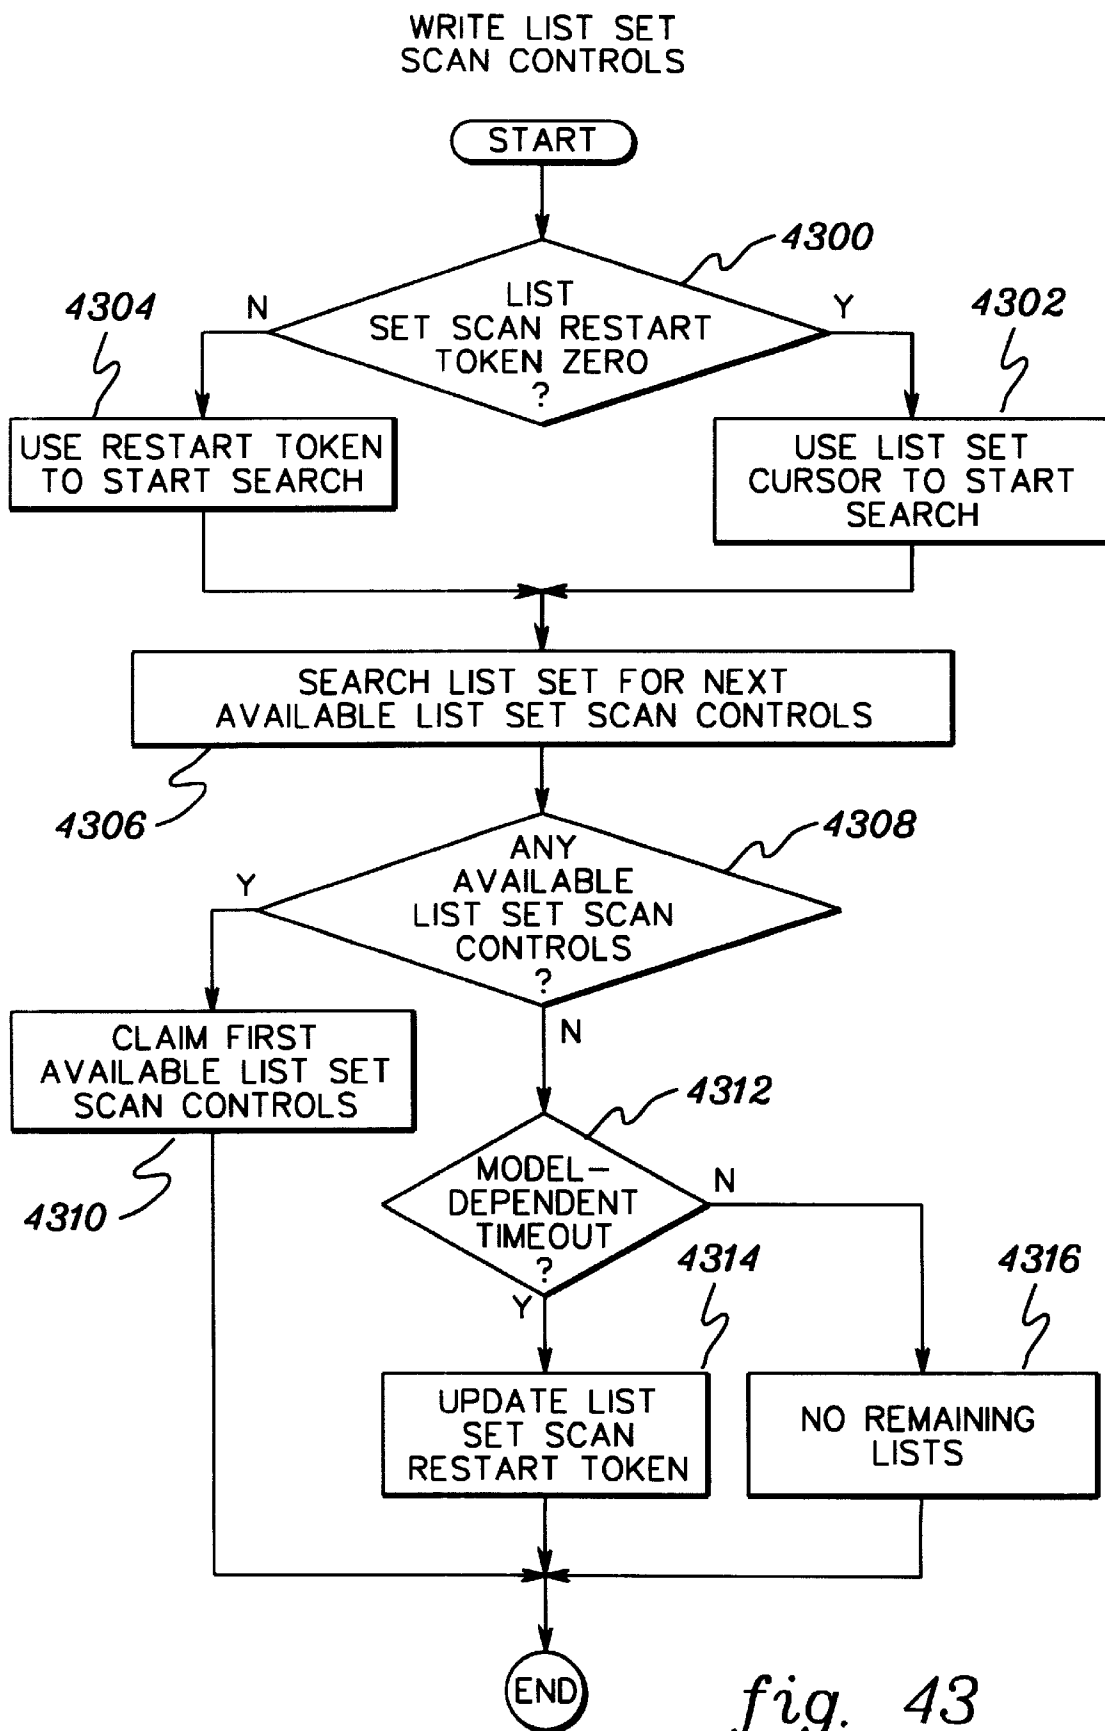 WRITE LIST SET
SCAN CONTROLS
START
4300
LIST
SET SCAN RESTART
TOKEN ZERO
?
N
Y
4304
4302
USE RESTART TOKEN
TO START SEARCH
USE LIST SET
CURSOR TO START
SEARCH
SEARCH LIST SET FOR NEXT
AVAILABLE LIST SET SCAN CONTROLS
4306
4308
ANY
AVAILABLE
LIST SET SCAN
CONTROLS
?
Y
N
CLAIM FIRST
AVAILABLE LIST SET
SCAN CONTROLS
4310
4312
MODEL-
DEPENDENT
TIMEOUT
?
N
Y
4314
4316
UPDATE LIST
SET SCAN
RESTART TOKEN
NO REMAINING
LISTS
END
fig. 43